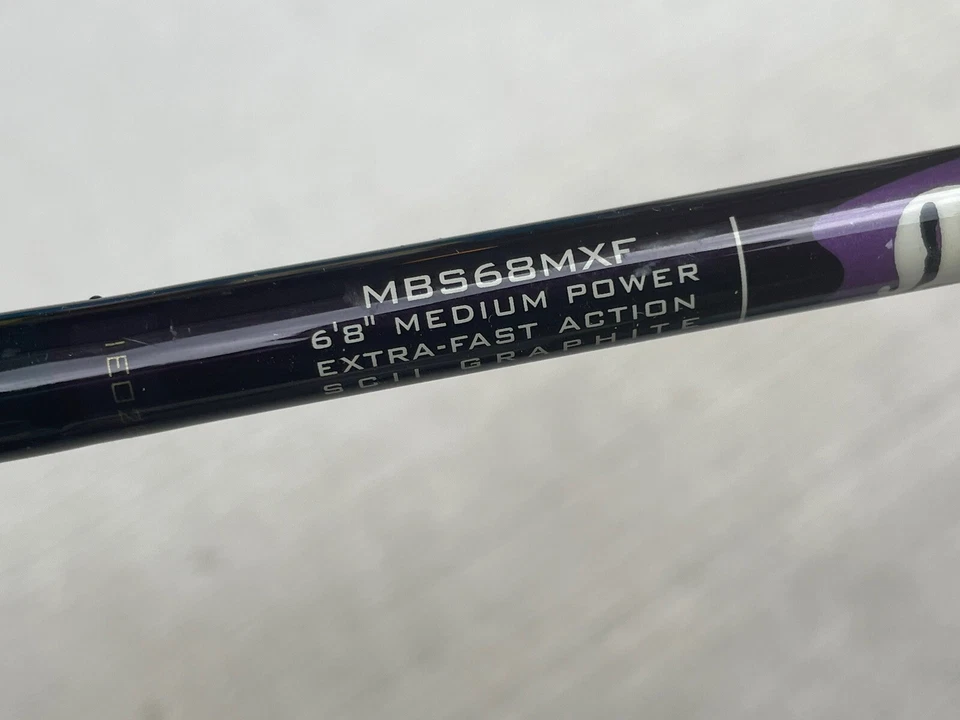 MBS68MXF
6'8" MEDIUM POWER
EXTRA-FAST ACTION
SCII GRAPHITE